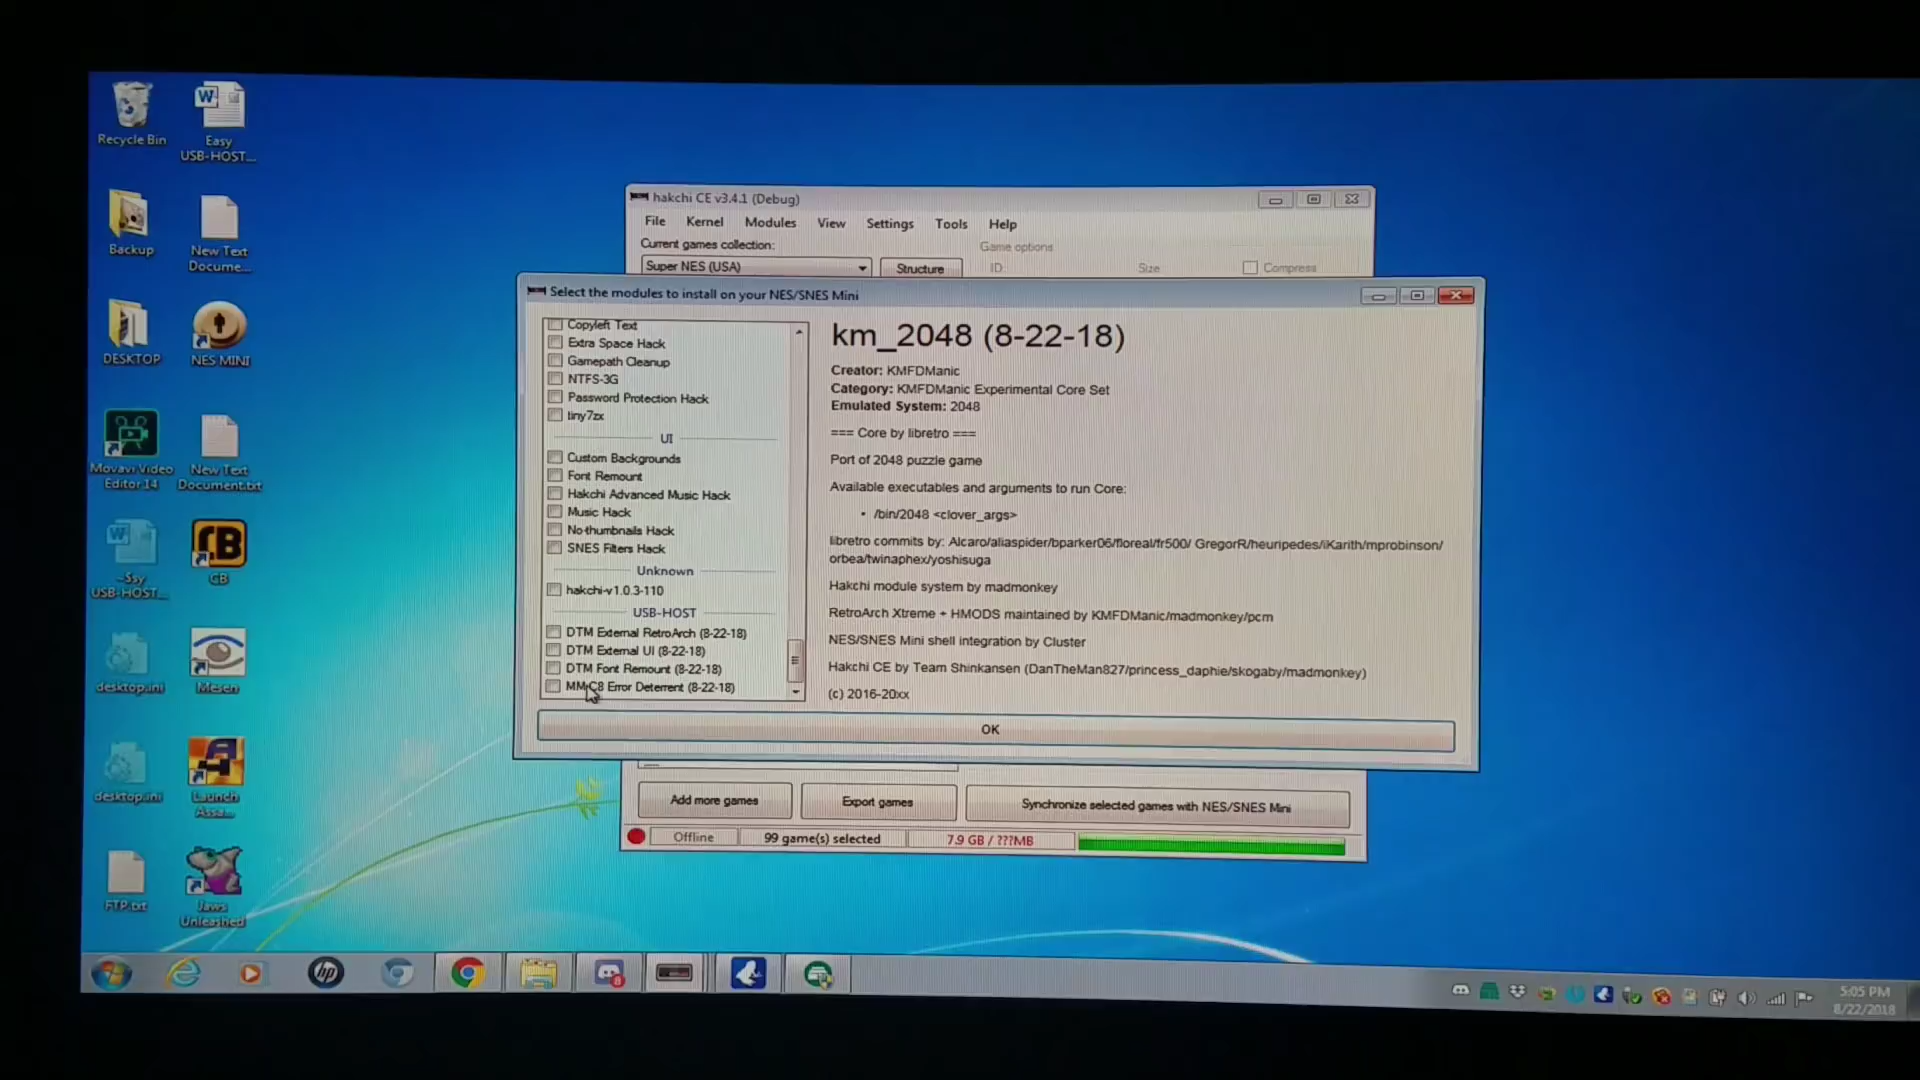 Recycle Bin
Easy
USB-HOST...
Backup
New Text
Docume...
DESKTOP
NES MINI
Movavi Video
Editor 14
New Text
Document.txt
USB-HOST...
CB
desktop.ini
Mesen
desktop.ini
Launch
Assa...
FTP.txt
Jaws
Unleashed
hakchi CE v3.4.1 (Debug)
File Kernel Modules View Settings Tools Help
Current games collection:
Game options
Super NES (USA)
Structure
ID:
Size
Compress
Select the modules to install on your NES/SNES Mini
Copyleft Text
Extra Space Hack
Gamepath Cleanup
NTFS-3G
Password Protection Hack
tiny7zx
UI
Custom Backgrounds
Font Remount
Hakchi Advanced Music Hack
Music Hack
No-thumbnails Hack
SNES Filters Hack
Unknown
hakchi-v1.0.3-110
USB-HOST
DTM External RetroArch (8-22-18)
DTM External UI (8-22-18)
DTM Font Remount (8-22-18)
MM-C8 Error Deterrent (8-22-18)
km_2048 (8-22-18)
Creator: KMFDManic
Category: KMFDManic Experimental Core Set
Emulated System: 2048
=== Core by libretro ===
Port of 2048 puzzle game
Available executables and arguments to run Core:
• /bin/2048 <clover_args>
libretro commits by: Alcaro/aliaspider/bparker06/floreal/fr500/ GregorR/heuripedes/iKarith/mprobinson/
orbea/twinaphex/yoshisuga
Hakchi module system by madmonkey
RetroArch Xtreme + HMODS maintained by KMFDManic/madmonkey/pcm
NES/SNES Mini shell integration by Cluster
Hakchi CE by Team Shinkansen (DanTheMan827/princess_daphie/skogaby/madmonkey)
(c) 2016-20xx
OK
Add more games
Export games
Synchronize selected games with NES/SNES Mini
Offline
99 game(s) selected
7.9 GB / ???MB
5:05 PM
8/22/2018